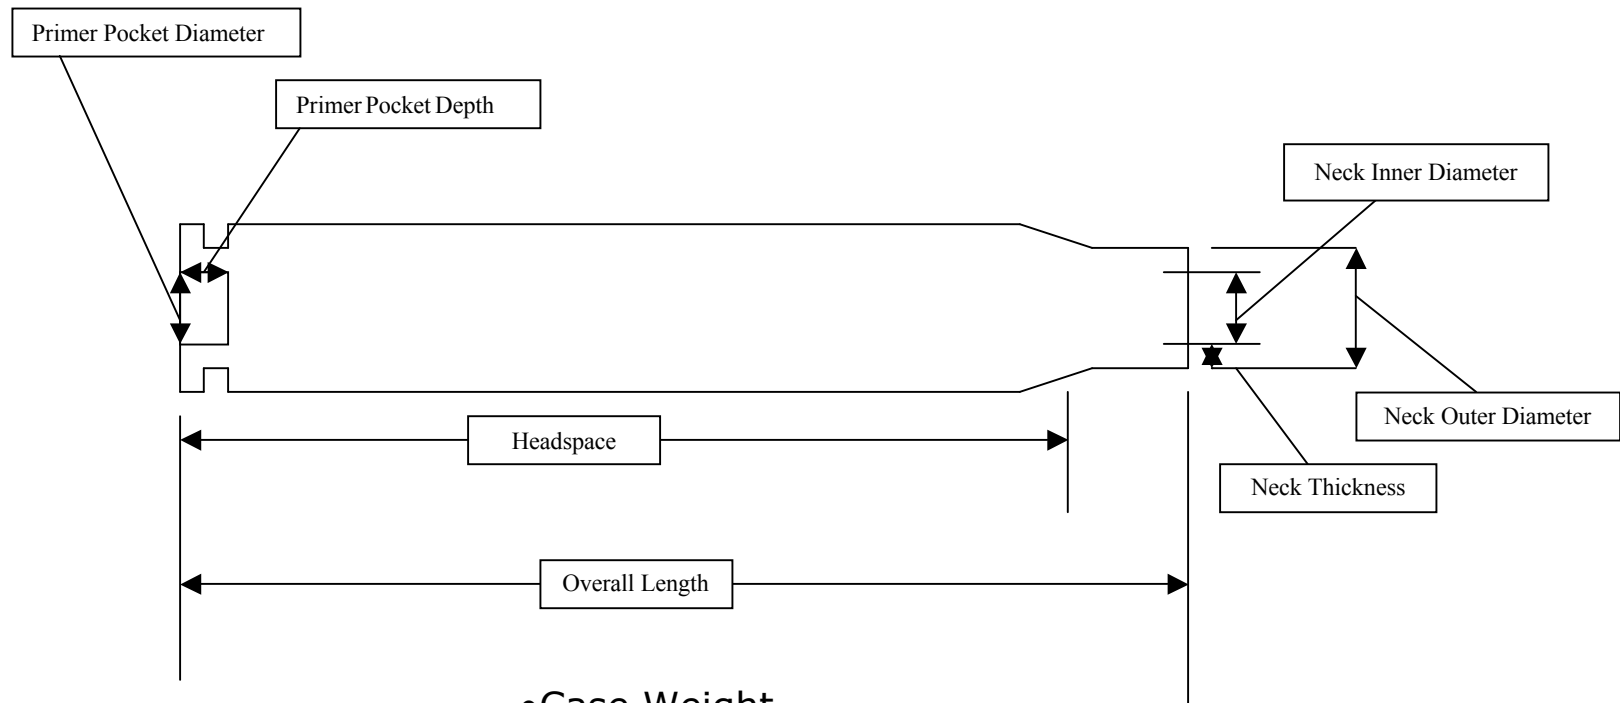 Primer Pocket Diameter
Primer Pocket Depth
Neck Inner Diameter
Neck Outer Diameter
Headspace
Neck Thickness
Overall Length
•Case Weight